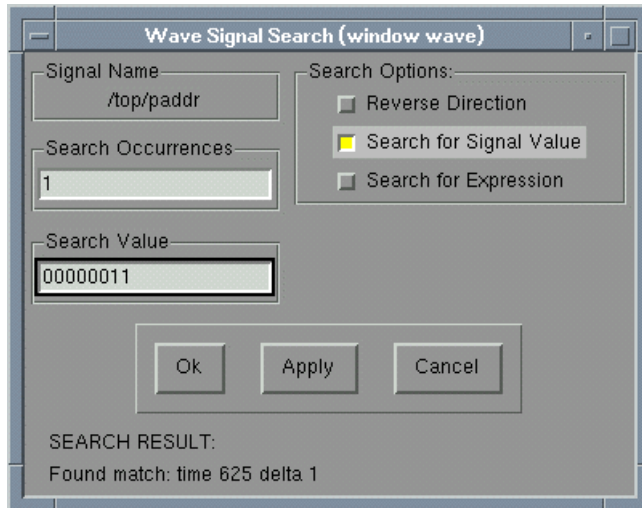 Wave Signal Search (window wave)
Signal Name
/top/paddr
Search Occurrences
1
Search Value
00000011
Search Options:
Reverse Direction
Search for Signal Value
Search for Expression
Ok
Apply
Cancel
SEARCH RESULT:
Found match: time 625 delta 1